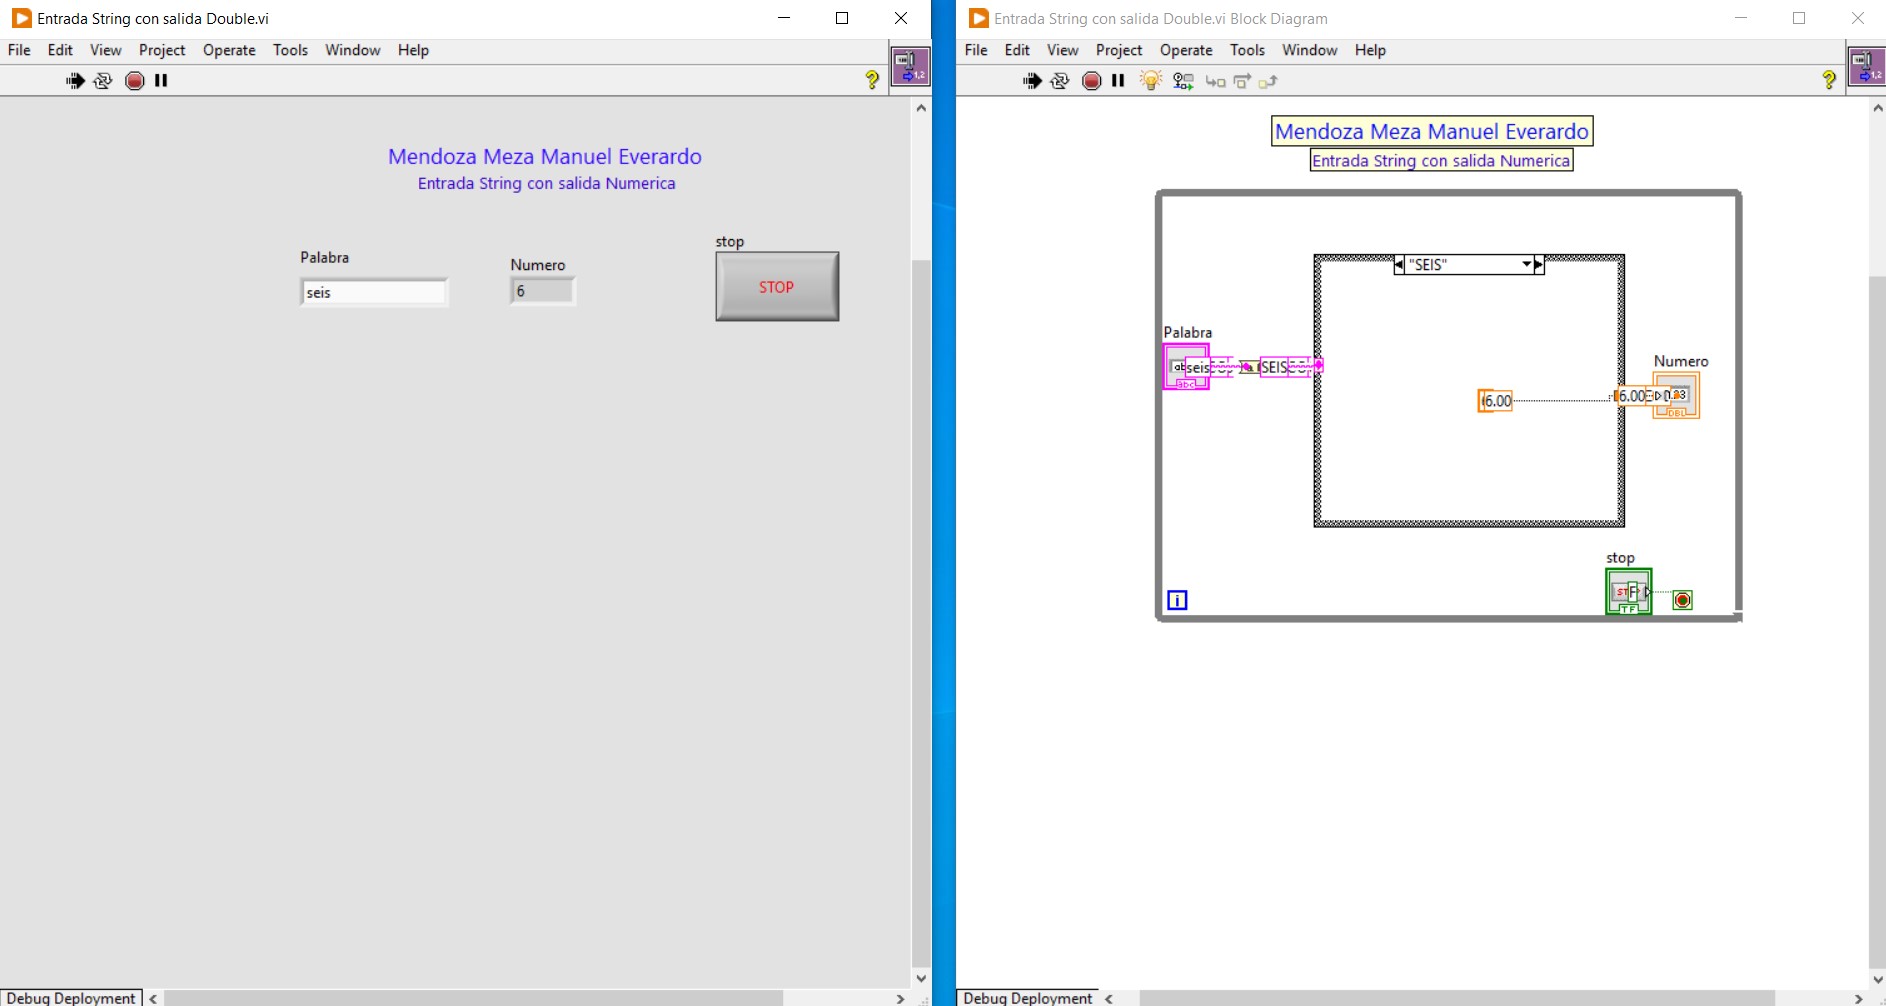 Entrada String con salida Double.vi
File Edit View Project Operate Tools Window Help
Mendoza Meza Manuel Everardo
Entrada String con salida Numerica
Palabra
seis
Numero
6
stop
STOP
Debug Deployment
Entrada String con salida Double.vi Block Diagram
File Edit View Project Operate Tools Window Help
Mendoza Meza Manuel Everardo
Entrada String con salida Numerica
"SEIS"
Palabra
seis
SEIS
abc
6.00
Numero
6.00
DBL
stop
F
TF
i
Debug Deployment